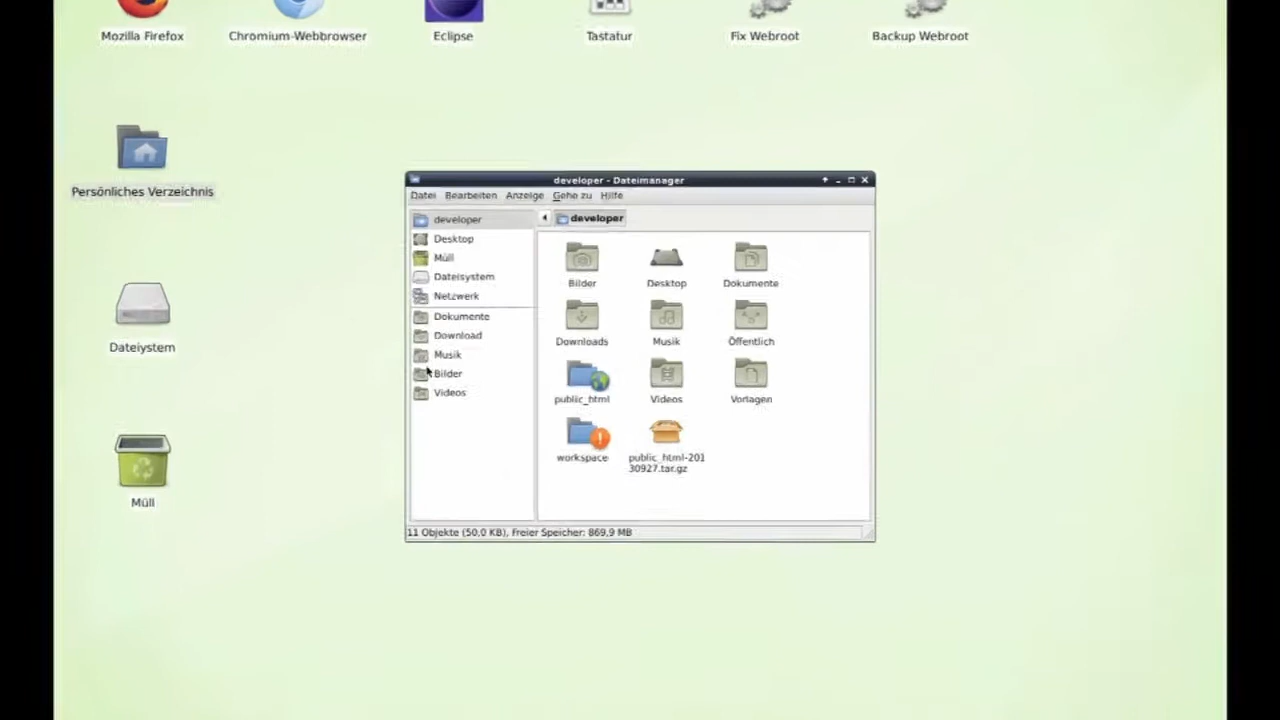 Mozilla Firefox
Chromium-Webbrowser
Eclipse
Tastatur
Fix Webroot
Backup Webroot
Persönliches Verzeichnis
Dateiystem
Müll
developer - Dateimanager
Datei Bearbeiten Anzeige Gehe zu Hilfe
developer
Desktop
Müll
Dateisystem
Netzwerk
Dokumente
Download
Musik
Bilder
Videos
developer
Bilder
Desktop
Dokumente
Downloads
Musik
Öffentlich
public_html
Videos
Vorlagen
workspace
public_html-201
30927.tar.gz
11 Objekte (50,0 KB), Freier Speicher: 869,9 MB